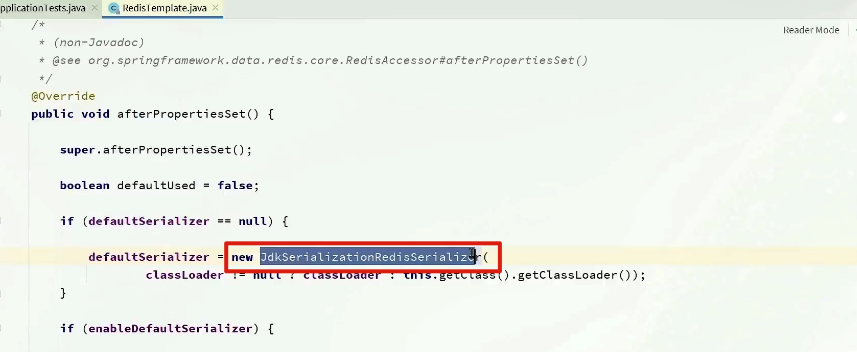 pplicationTests.java × RedisTemplate.java ×
Reader Mode
/*
* (non-Javadoc)
* @see org.springframework.data.redis.core.RedisAccessor#afterPropertiesSet()
*/
@Override
public void afterPropertiesSet() {
super.afterPropertiesSet();
boolean defaultUsed = false;
if (defaultSerializer == null) {
defaultSerializer = new JdkSerializationRedisSerializer(
classLoader != null ? classLoader : this.getClass().getClassLoader());
}
if (enableDefaultSerializer) {